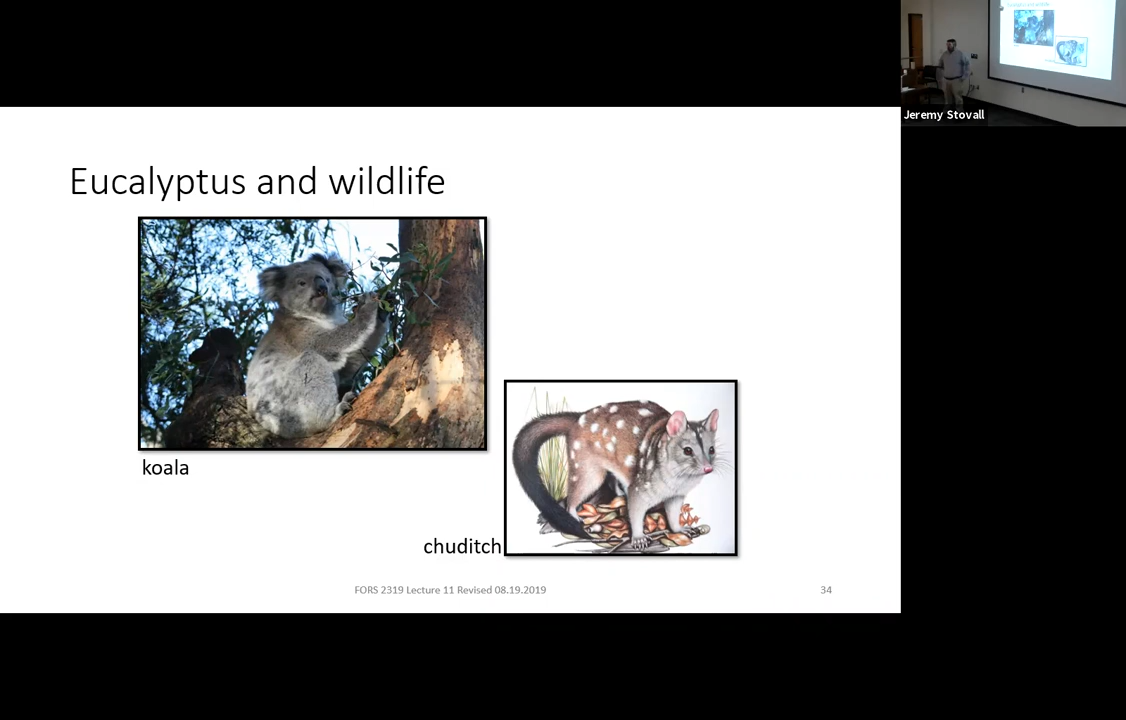 Jeremy Stovall
Eucalyptus and wildlife
koala
chuditch
FORS 2319 Lecture 11 Revised 08.19.2019
34